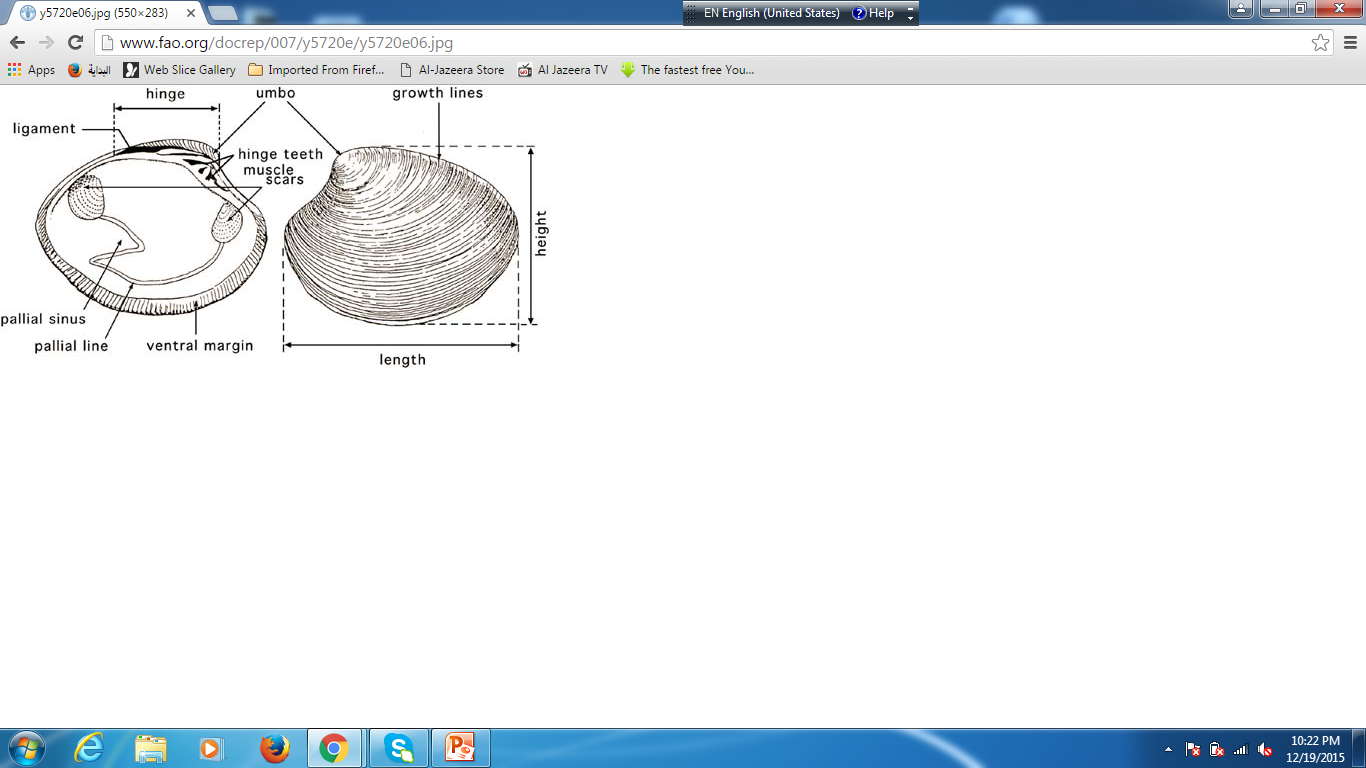 y5720e06.jpg (550×283)
EN English (United States) Help
www.fao.org/docrep/007/y5720e/y5720e06.jpg
Apps البداية Web Slice Gallery Imported From Firef... Al-Jazeera Store Al Jazeera TV The fastest free You...
hinge umbo growth lines
ligament
hinge teeth
muscle
scars
height
pallial sinus
pallial line ventral margin
length
10:22 PM
12/19/2015